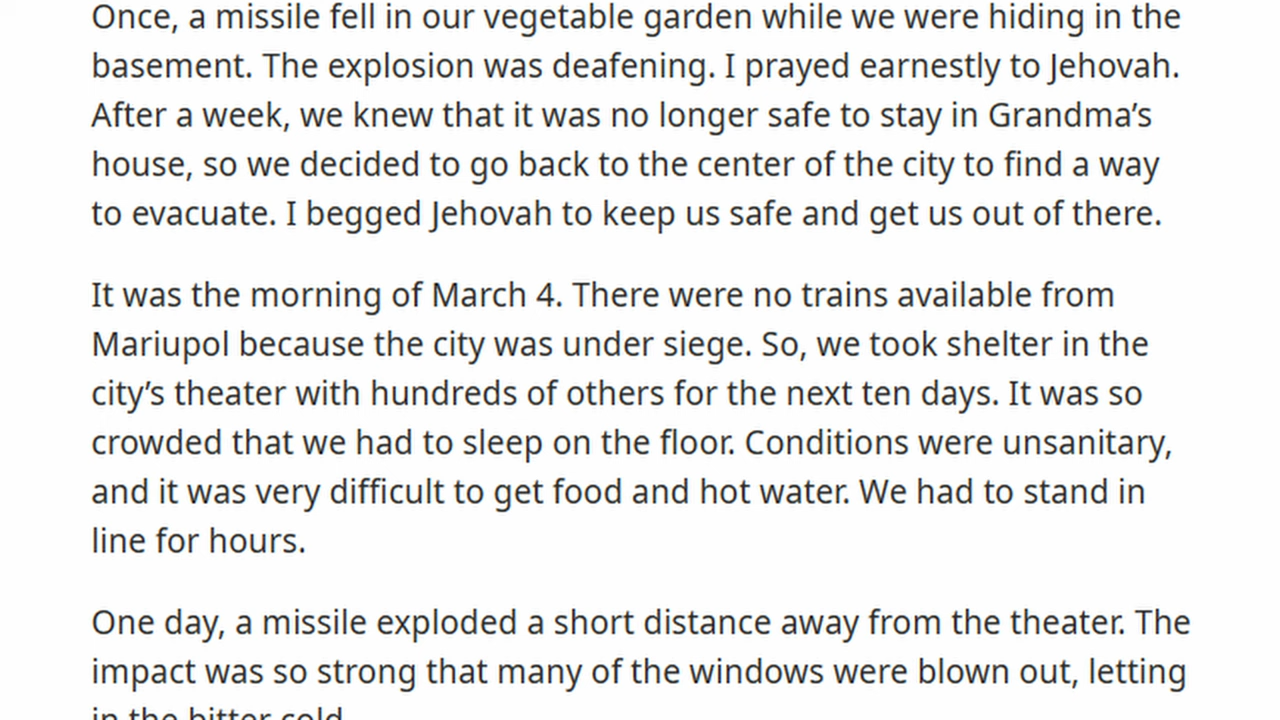 Once, a missile fell in our vegetable garden while we were hiding in the
basement. The explosion was deafening. I prayed earnestly to Jehovah.
After a week, we knew that it was no longer safe to stay in Grandma’s
house, so we decided to go back to the center of the city to find a way
to evacuate. I begged Jehovah to keep us safe and get us out of there.
It was the morning of March 4. There were no trains available from
Mariupol because the city was under siege. So, we took shelter in the
city’s theater with hundreds of others for the next ten days. It was so
crowded that we had to sleep on the floor. Conditions were unsanitary,
and it was very difficult to get food and hot water. We had to stand in
line for hours.
One day, a missile exploded a short distance away from the theater. The
impact was so strong that many of the windows were blown out, letting
in the bitter cold.